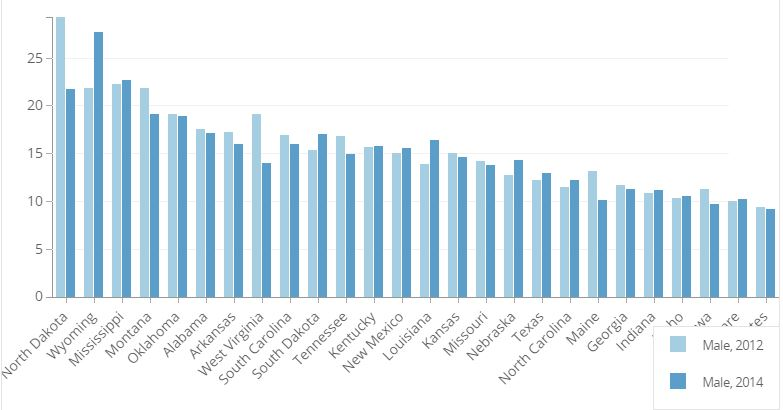 25
20
15
10
5
0
North Dakota
Wyoming
Mississippi
Montana
Oklahoma
Alabama
Arkansas
West Virginia
South Carolina
South Dakota
Tennessee
Kentucky
New Mexico
Louisiana
Kansas
Missouri
Nebraska
Texas
North Carolina
Maine
Georgia
Indiana
Male, 2012
Male, 2014